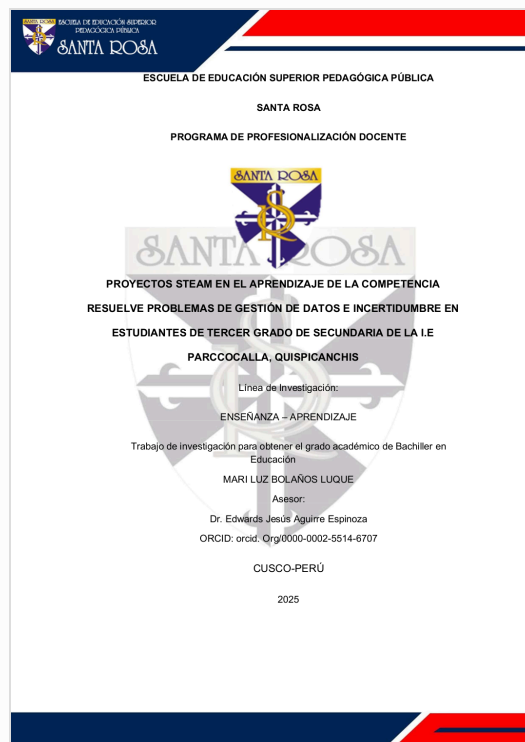 SANTA ROSA
ESCUELA DE EDUCACIÓN SUPERIOR
PEDAGÓGICA PÚBLICA
SANTA ROSA
ESCUELA DE EDUCACIÓN SUPERIOR PEDAGÓGICA PÚBLICA
SANTA ROSA
PROGRAMA DE PROFESIONALIZACIÓN DOCENTE
SANTA ROSA
SANTA ROSA
PROYECTOS STEAM EN EL APRENDIZAJE DE LA COMPETENCIA
RESUELVE PROBLEMAS DE GESTIÓN DE DATOS E INCERTIDUMBRE EN
ESTUDIANTES DE TERCER GRADO DE SECUNDARIA DE LA I.E
PARCCOCALLA, QUISPICANCHIS
Línea de Investigación:
ENSEÑANZA – APRENDIZAJE
Trabajo de investigación para obtener el grado académico de Bachiller en
Educación
MARI LUZ BOLAÑOS LUQUE
Asesor:
Dr. Edwards Jesús Aguirre Espinoza
ORCID: orcid. Org/0000-0002-5514-6707
CUSCO-PERÚ
2025